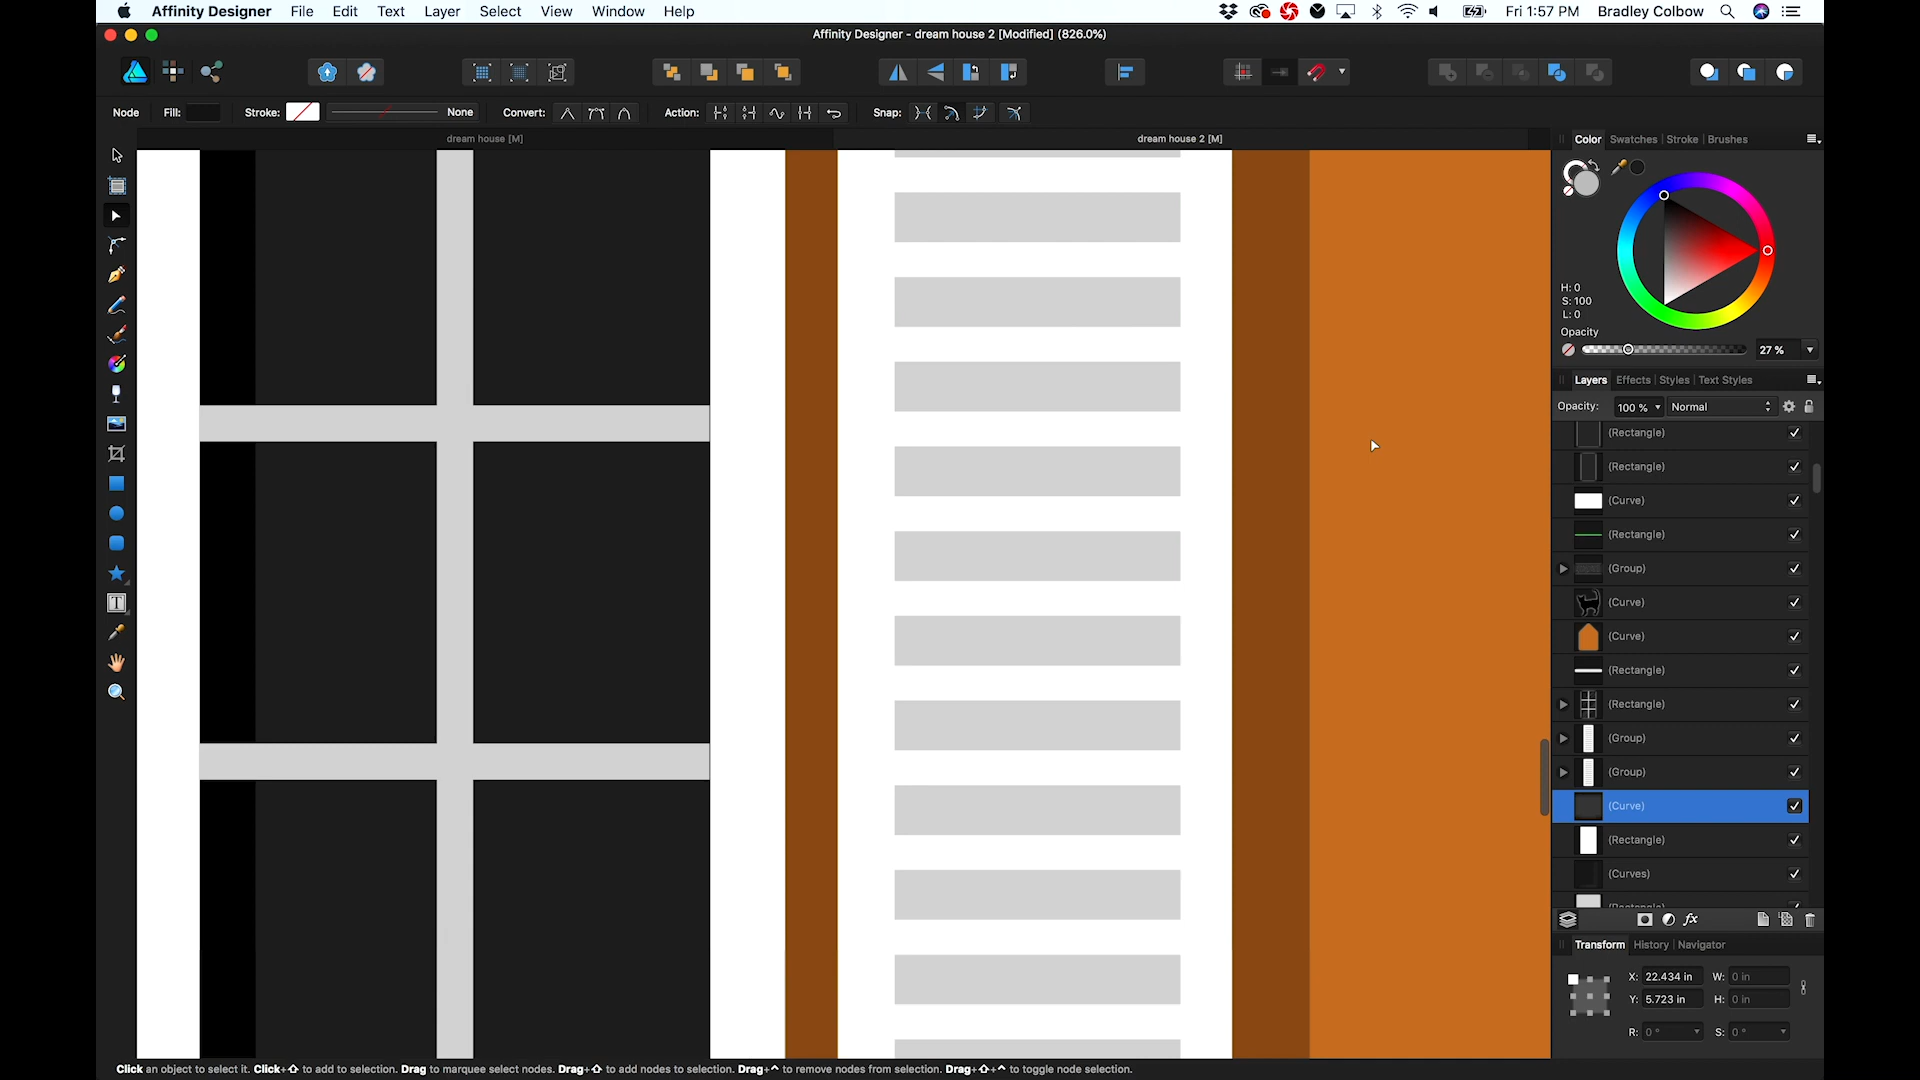 Affinity Designer File Edit Text Layer Select View Window Help Fri 1:57 PM Bradley Colbow
Affinity Designer - dream house 2 [Modified] (826.0%)
Node Fill: Stroke: None Convert: Action: Snap:
dream house [M] dream house 2 [M]
Color Swatches Stroke Brushes
H: 0
S: 100
L: 0
Opacity
27 %
Layers Effects Styles Text Styles
Opacity: 100 % Normal
(Rectangle)
(Rectangle)
(Curve)
(Rectangle)
(Group)
(Curve)
(Curve)
(Rectangle)
(Rectangle)
(Group)
(Group)
(Curve)
(Rectangle)
(Curves)
(Rectangle)
fx
Transform History Navigator
X: 22.434 in W: 0 in
Y: 5.723 in H: 0 in
R: 0 ° S: 0 °
Click an object to select it. Click+⇧ to add to selection. Drag to marquee select nodes. Drag+⇧ to add nodes to selection. Drag+^ to remove nodes from selection. Drag+⇧+^ to toggle node selection.